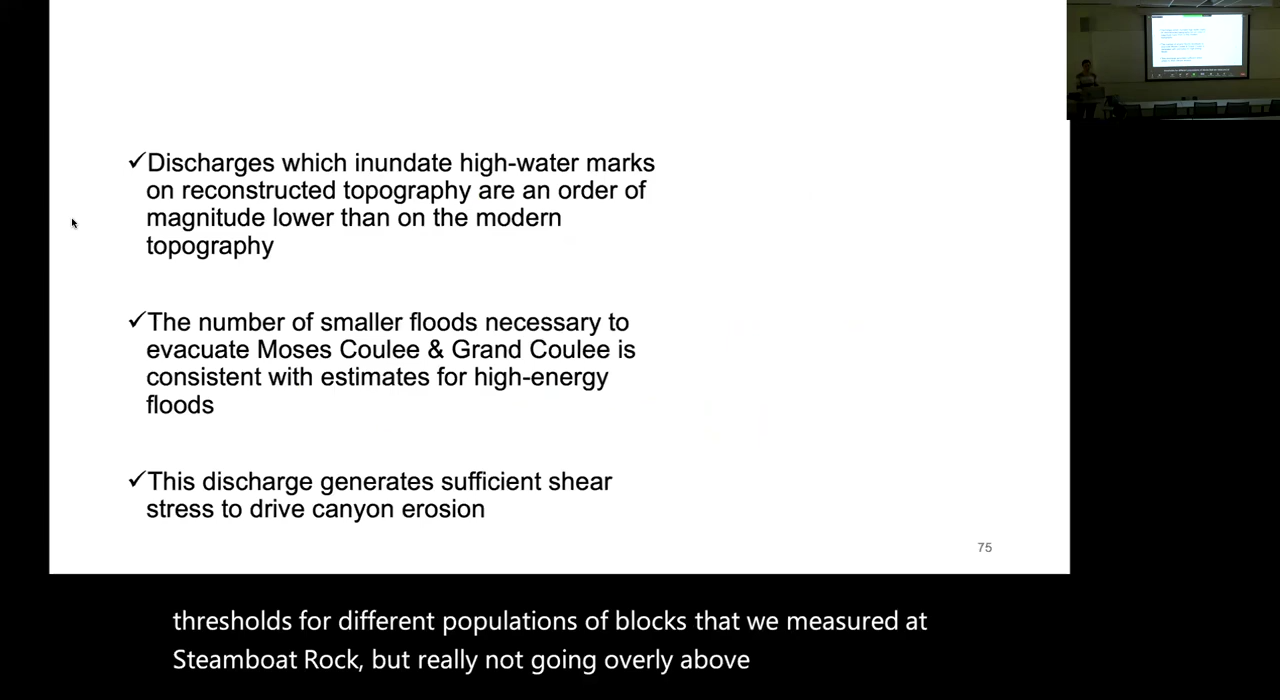 ✓Discharges which inundate high-water marks
on reconstructed topography are an order of
magnitude lower than on the modern
topography
✓The number of smaller floods necessary to
evacuate Moses Coulee & Grand Coulee is
consistent with estimates for high-energy
floods
✓This discharge generates sufficient shear
stress to drive canyon erosion
75
thresholds for different populations of blocks that we measured at
Steamboat Rock, but really not going overly above